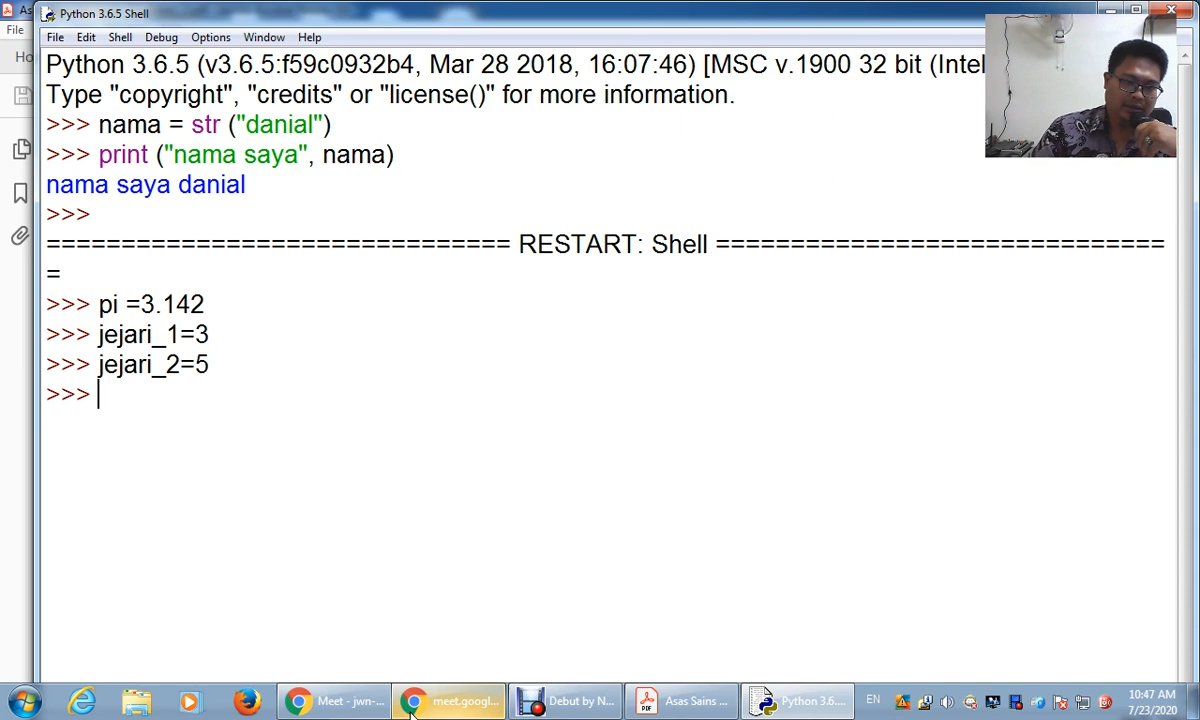 As
Python 3.6.5 Shell
File
File Edit Shell Debug Options Window Help
Ho
Python 3.6.5 (v3.6.5:f59c0932b4, Mar 28 2018, 16:07:46) [MSC v.1900 32 bit (Intel
Type "copyright", "credits" or "license()" for more information.
>>> nama = str ("danial")
>>> print ("nama saya", nama)
nama saya danial
>>>
=============================== RESTART: Shell ==============================
=
>>> pi =3.142
>>> jejari_1=3
>>> jejari_2=5
>>>
Meet - jwn-... meet.googl... Debut by N... Asas Sains ... Python 3.6.... EN 10:47 AM
PDF
7/23/2020